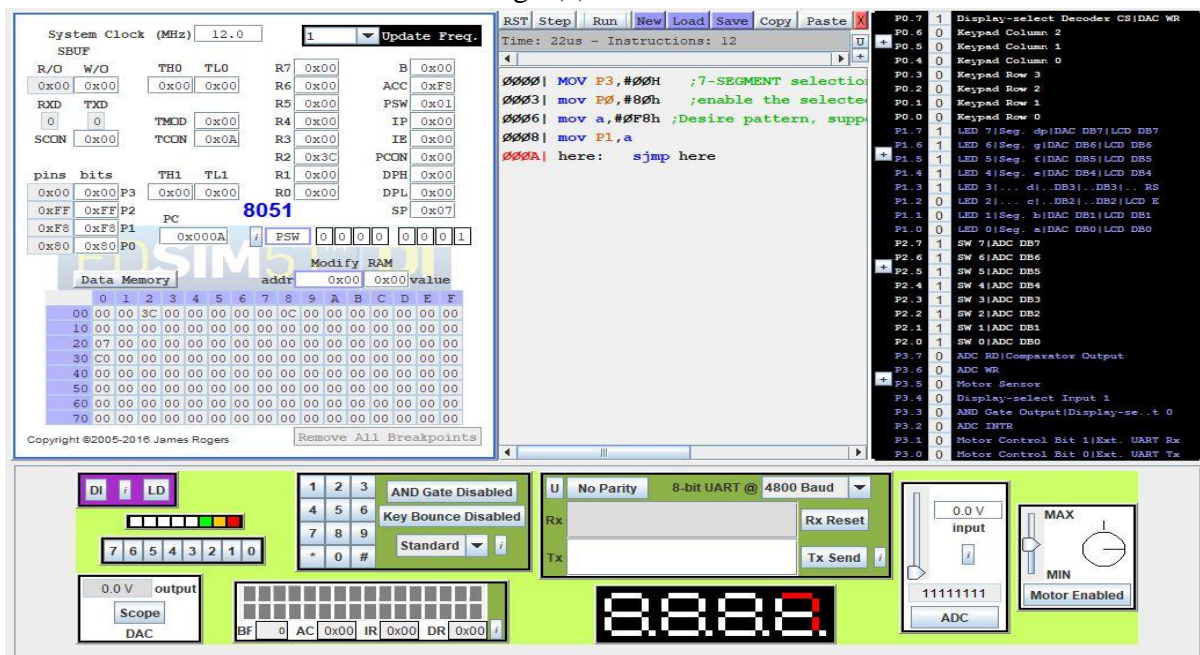 System Clock (MHz) 12.0 1 Update Freq.
SBUF
R/O W/O TH0 TL0 R7 0x00 B 0x00
0x00 0x00 0x00 0x00 R6 0x00 ACC 0xF8
RXD TXD R5 0x00 PSW 0x01
0 0 TMOD 0x00 R4 0x00 IP 0x00
SCON 0x00 TCON 0x0A R3 0x00 IE 0x00
R2 0x3C PCON 0x00
pins bits TH1 TL1 R1 0x00 DPH 0x00
0x00 0x00 P3 0x00 0x00 R0 0x00 DPL 0x00
0xFF 0xFF P2 PC 8051 SP 0x07
0xF8 0xF8 P1 0x000A i PSW 0 0 0 0 0 0 0 1
0x80 0x80 P0
Modify RAM
Data Memory addr 0x00 0x00 value
0 1 2 3 4 5 6 7 8 9 A B C D E F
00 00 00 3C 00 00 00 00 00 0C 00 00 00 00 00 00 00
10 00 00 00 00 00 00 00 00 00 00 00 00 00 00 00 00
20 07 00 00 00 00 00 00 00 00 00 00 00 00 00 00 00
30 C0 00 00 00 00 00 00 00 00 00 00 00 00 00 00 00
40 00 00 00 00 00 00 00 00 00 00 00 00 00 00 00 00
50 00 00 00 00 00 00 00 00 00 00 00 00 00 00 00 00
60 00 00 00 00 00 00 00 00 00 00 00 00 00 00 00 00
70 00 00 00 00 00 00 00 00 00 00 00 00 00 00 00 00
Copyright ©2005-2016 James Rogers Remove All Breakpoints
RST Step Run New Load Save Copy Paste X
Time: 22us - Instructions: 12 U
0000| MOV P3,#00H ;7-SEGMENT selection
0003| mov P0,#80h ;enable the selected
0006| mov a,#0F8h ;Desire pattern, supp
0008| mov P1,a
000A| here: sjmp here
P0.7 1 Display-select Decoder CS|DAC WR
P0.6 0 Keypad Column 2
P0.5 0 Keypad Column 1
P0.4 0 Keypad Column 0
P0.3 0 Keypad Row 3
P0.2 0 Keypad Row 2
P0.1 0 Keypad Row 1
P0.0 0 Keypad Row 0
P1.7 1 LED 7|Seg. dp|DAC DB7|LCD DB7
P1.6 1 LED 6|Seg. g|DAC DB6|LCD DB6
P1.5 1 LED 5|Seg. f|DAC DB5|LCD DB5
P1.4 1 LED 4|Seg. e|DAC DB4|LCD DB4
P1.3 1 LED 3|... d|..DB3|..DB3|.. RS
P1.2 0 LED 2|... c|..DB2|..DB2|LCD E
P1.1 0 LED 1|Seg. b|DAC DB1|LCD DB1
P1.0 0 LED 0|Seg. a|DAC DB0|LCD DB0
P2.7 1 SW 7|ADC DB7
P2.6 1 SW 6|ADC DB6
P2.5 1 SW 5|ADC DB5
P2.4 1 SW 4|ADC DB4
P2.3 1 SW 3|ADC DB3
P2.2 1 SW 2|ADC DB2
P2.1 1 SW 1|ADC DB1
P2.0 1 SW 0|ADC DB0
P3.7 0 ADC RD|Comparator Output
P3.6 0 ADC WR
P3.5 0 Motor Sensor
P3.4 0 Display-select Input 1
P3.3 0 AND Gate Output|Display-se..t 0
P3.2 0 ADC INTR
P3.1 0 Motor Control Bit 1|Ext. UART Rx
P3.0 0 Motor Control Bit 0|Ext. UART Tx
DI i LD
7 6 5 4 3 2 1 0
0.0 V output
Scope
DAC
1 2 3 AND Gate Disabled
4 5 6 Key Bounce Disabled
7 8 9 Standard i
* 0 #
BF 0 AC 0x00 IR 0x00 DR 0x00 i
U No Parity 8-bit UART @ 4800 Baud
Rx Rx Reset
Tx Tx Send i
8.8.8.7.
0.0 V
input
i
11111111
ADC
MAX
MIN
Motor Enabled